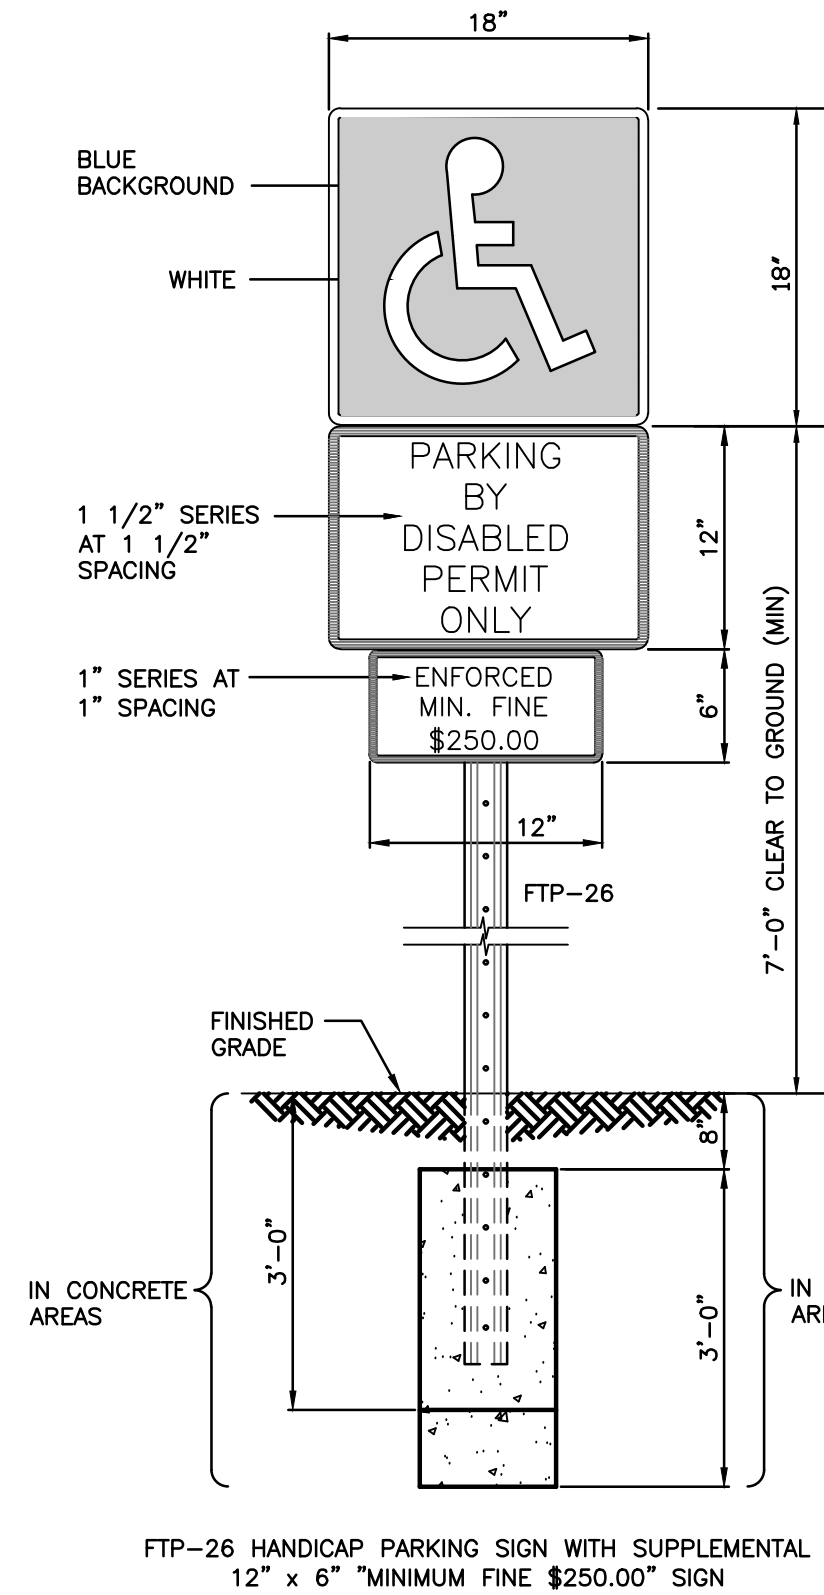 18"
BLUE
BACKGROUND
WHITE
18"
PARKING
BY
DISABLED
PERMIT
ONLY
1 1/2" SERIES
AT 1 1/2"
SPACING
12"
1" SERIES AT
1" SPACING
ENFORCED
MIN. FINE
$250.00
6"
12"
FTP-26
7'-0" CLEAR TO GROUND (MIN)
FINISHED
GRADE
8"
3'-0"
IN CONCRETE
AREAS
3'-0"
IN
FTP-26 HANDICAP PARKING SIGN WITH SUPPLEMENTAL
12" x 6" "MINIMUM FINE $250.00" SIGN